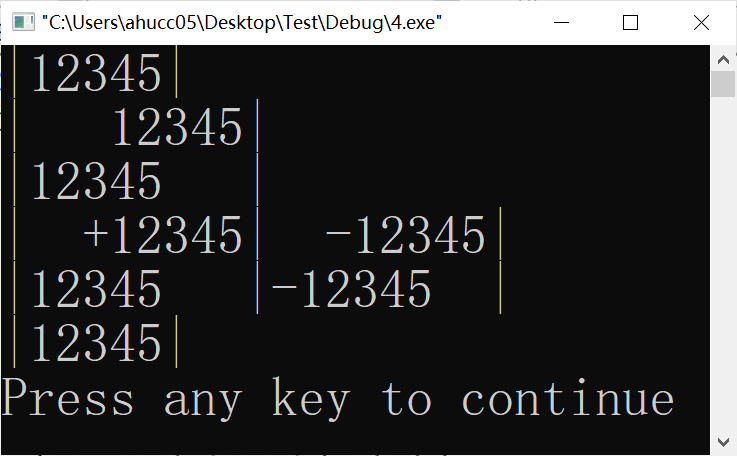 "C:\Users\ahucc05\Desktop\Test\Debug\4.exe"
|12345|
|   12345|
|12345   |
|  +12345|  -12345|
|12345   |-12345  |
|12345|
Press any key to continue